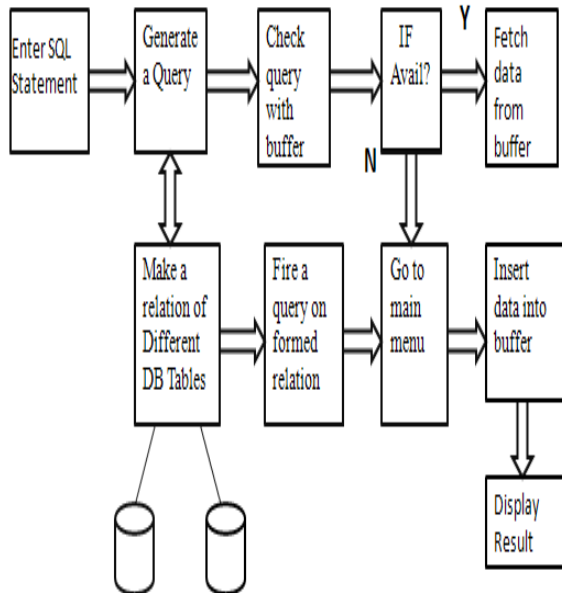 Enter SQL
Statement
Generate
a Query
Check
query
with
buffer
IF
Avail?
Y
Fetch
data
from
buffer
N
Make a
relation of
Different
DB Tables
Fire a
query on
formed
relation
Go to
main
menu
Insert
data into
buffer
Display
Result